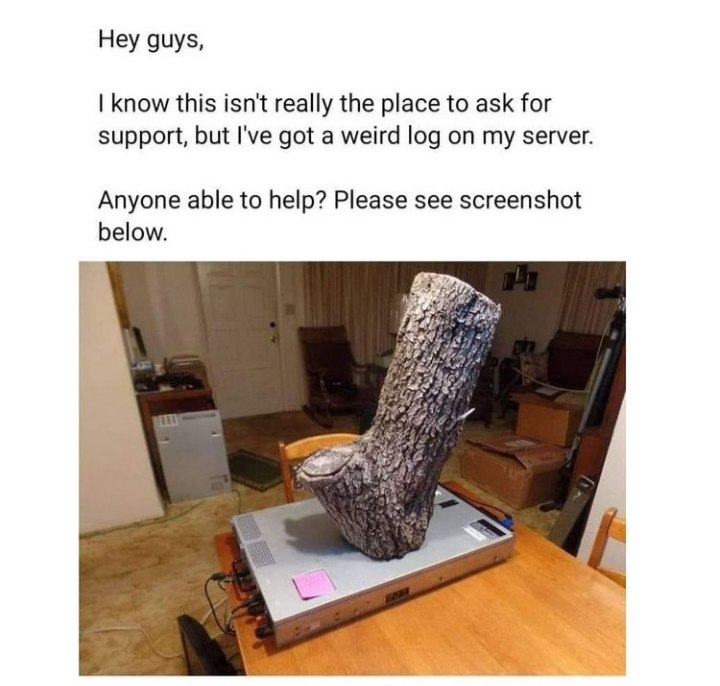 Hey guys,
I know this isn't really the place to ask for
support, but I've got a weird log on my server.
Anyone able to help? Please see screenshot
below.